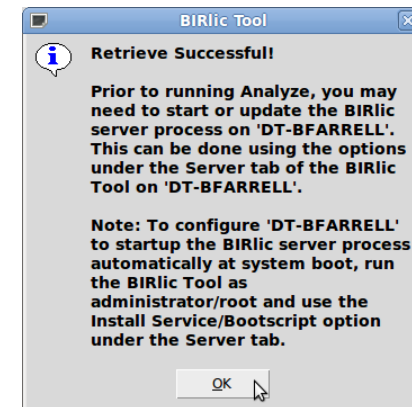 BIRlic Tool
Retrieve Successful!
Prior to running Analyze, you may
need to start or update the BIRlic
server process on 'DT-BFARRELL'.
This can be done using the options
under the Server tab of the BIRlic
Tool on 'DT-BFARRELL'.
Note: To configure 'DT-BFARRELL'
to startup the BIRlic server process
automatically at system boot, run
the BIRlic Tool as
administrator/root and use the
Install Service/Bootscript option
under the Server tab.
OK